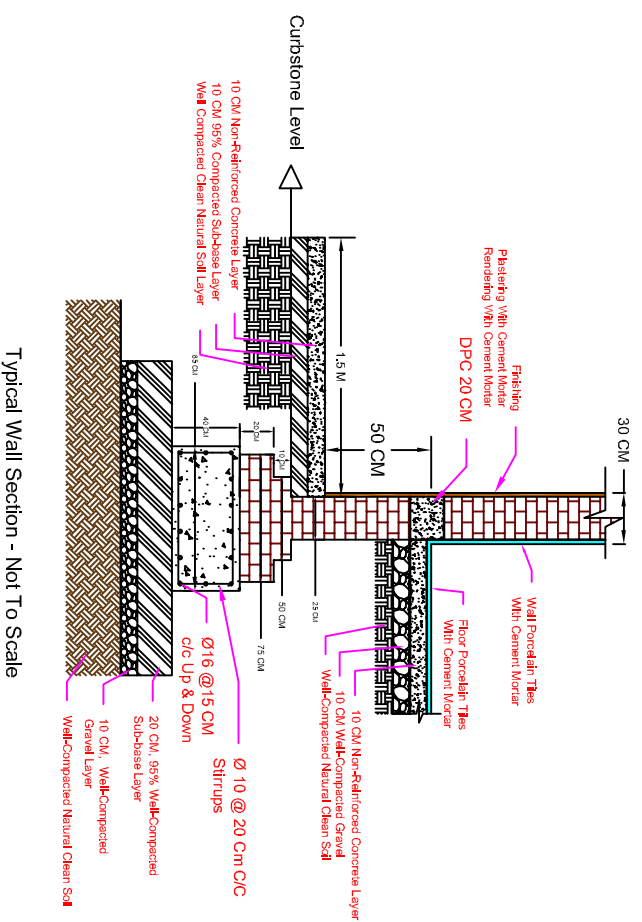 30 CM
Finishing
Plastering With Cement Mortar
Rendering With Cement Mortar
DPC 20 CM
50 CM
1.5 M
Curbstone Level
10 CM Non-Reinforced Concrete Layer
10 CM 95% Compacted Sub-base Layer
Well Compacted Clean Natural Soil Layer
Wall Porcelain Tiles
With Cement Mortar
Floor Porcelain Tiles
With Cement Mortar
10 CM Non-Reinforced Concrete Layer
10 CM Well-Compacted Gravel
Well-Compacted Natural Clean Soil
25 CM
10 CM
50 CM
20 CM
75 CM
40 CM
85 CM
Ø 10 @ 20 Cm C/C
Stirrups
Ø16 @15 CM
c/c Up & Down
20 CM, 95% Well-Compacted
Sub-base Layer
10 CM, Well-Compacted
Gravel Layer
Well-Compacted Natural Clean Soil
Typical Wall Section - Not To Scale